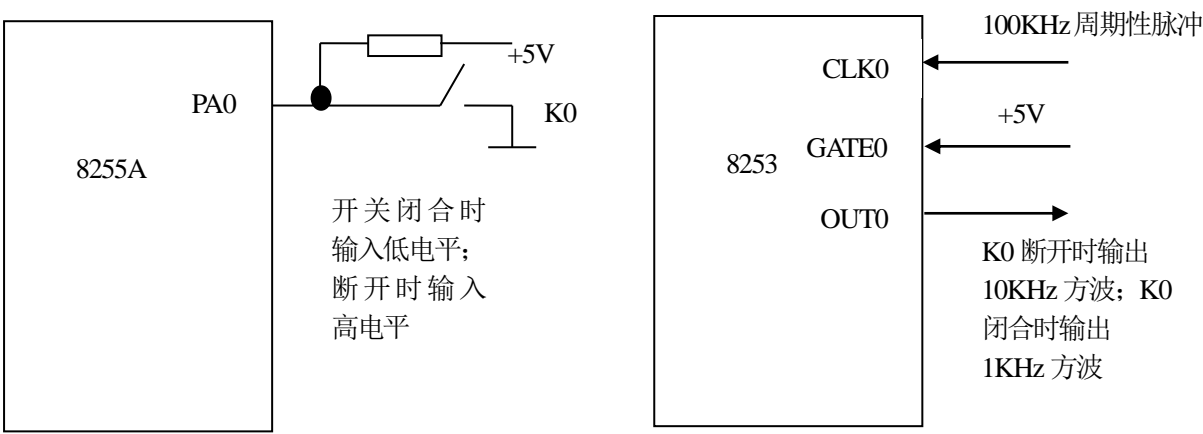 PA0
+5V
K0
8255A
开关闭合时
输入低电平；
断开时输入
高电平
100KHz 周期性脉冲
CLK0
+5V
GATE0
8253
OUT0
K0 断开时输出
10KHz 方波；K0
闭合时输出
1KHz 方波